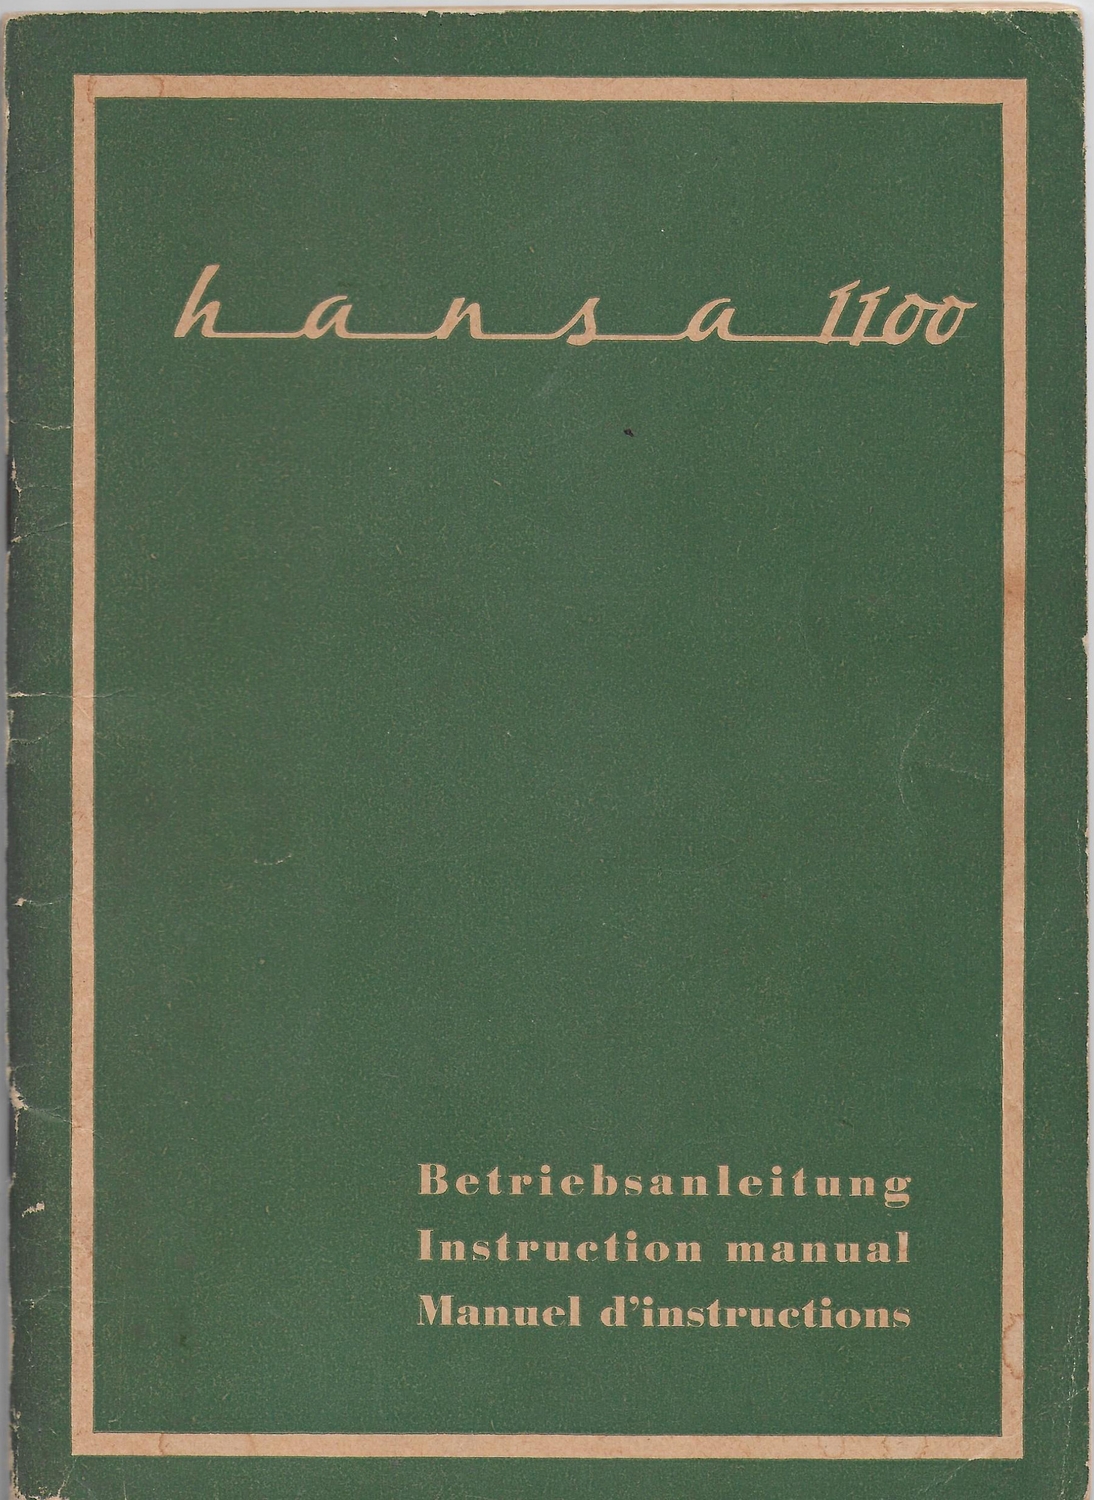 hansa 1100
Betriebsanleitung
Instruction manual
Manuel d'instructions